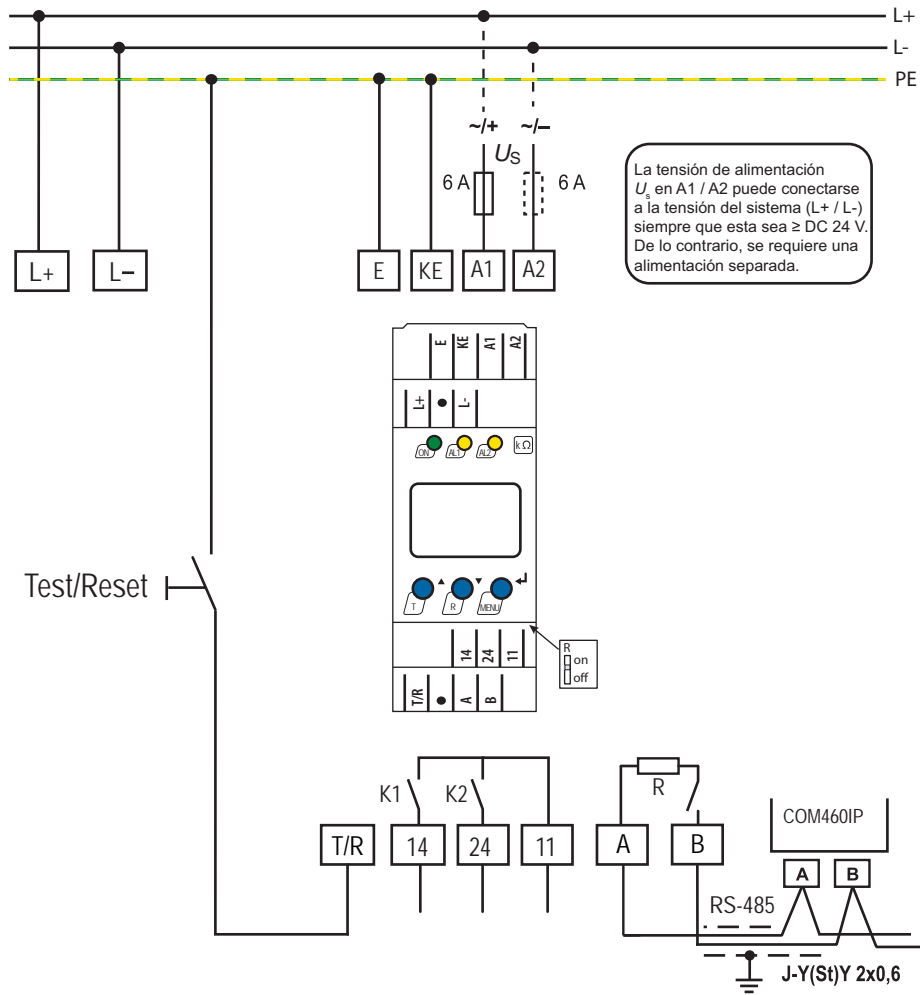 L+
L-
PE
~/+ ~/–
US
6 A 6 A
La tensión de alimentación
Us en A1 / A2 puede conectarse
a la tensión del sistema (L+ / L-)
siempre que esta sea ≥ DC 24 V.
De lo contrario, se requiere una
alimentación separada.
L+ L– E KE A1 A2
E KE A1 A2
L+ L-
ON AL1 AL2 kΩ
Test/Reset
T R MENU
R
on
off
14 24 11
T/R A B
K1 K2 R
COM460IP
T/R 14 24 11 A B
A B
RS-485
J-Y(St)Y 2x0,6